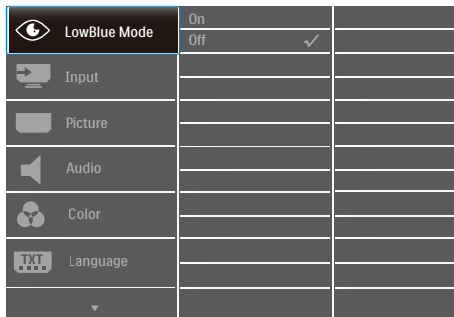 LowBlue Mode
On
Off
Input
Picture
Audio
Color
TXT
Language